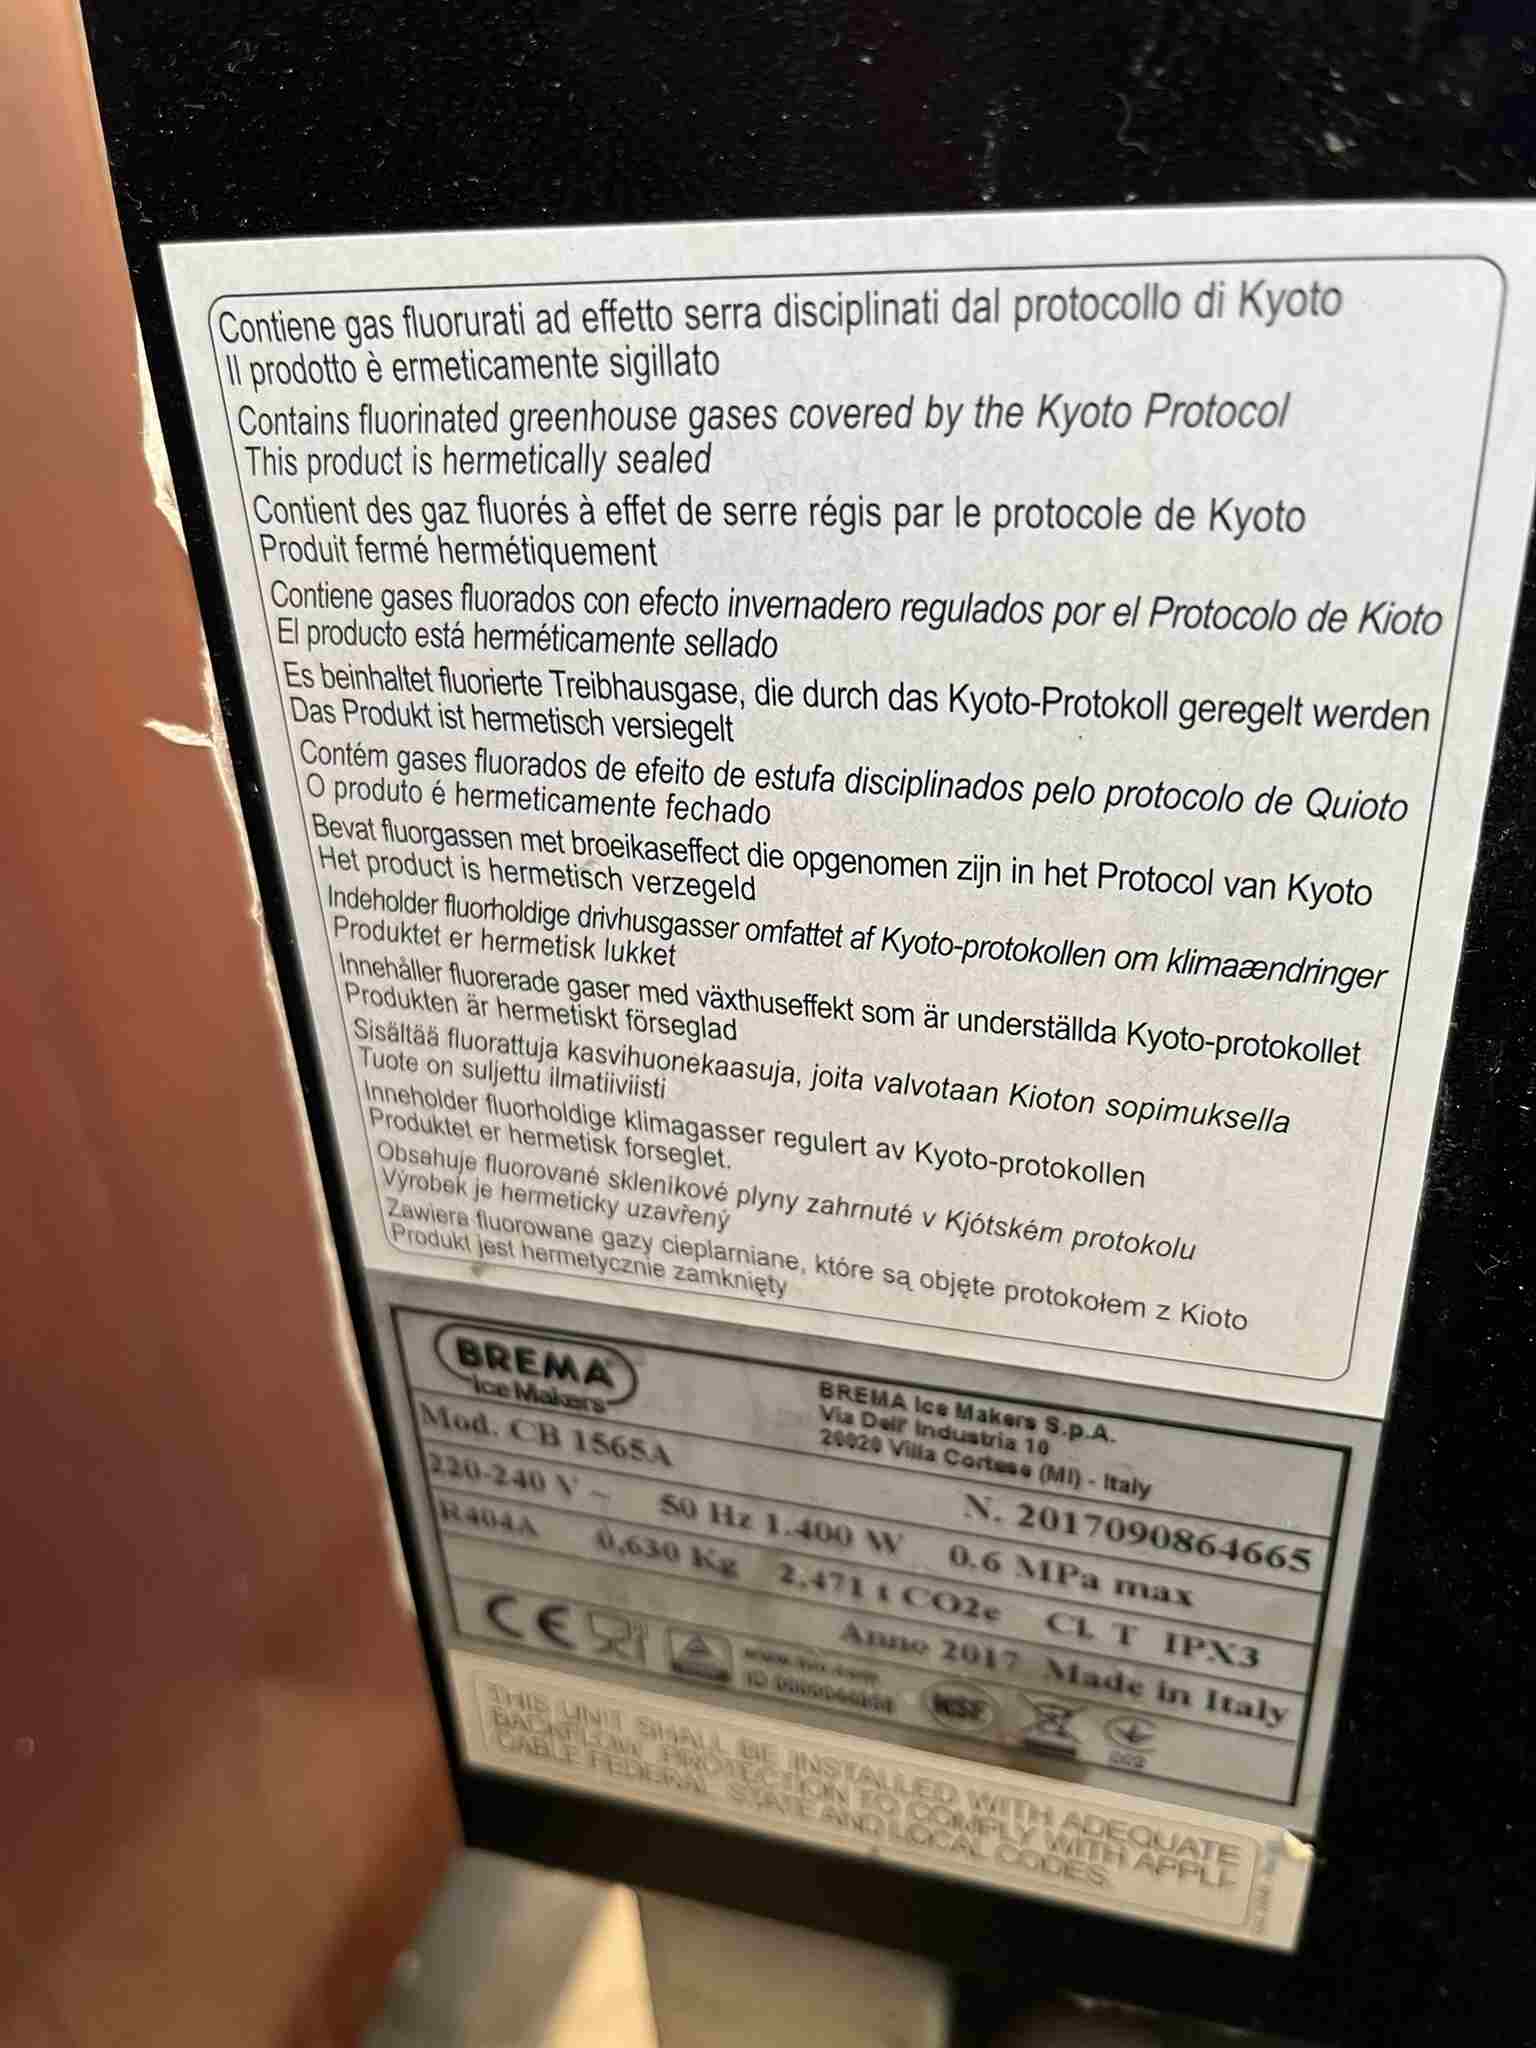 Contiene gas fluorurati ad effetto serra disciplinati dal protocollo di Kyoto
Il prodotto è ermeticamente sigillato
Contains fluorinated greenhouse gases covered by the Kyoto Protocol
This product is hermetically sealed
Contient des gaz fluorés à effet de serre régis par le protocole de Kyoto
Produit fermé hermétiquement
Contiene gases fluorados con efecto invernadero regulados por el Protocolo de Kioto
El producto está herméticamente sellado
Es beinhaltet fluorierte Treibhausgase, die durch das Kyoto-Protokoll geregelt werden
Das Produkt ist hermetisch versiegelt
Contém gases fluorados de efeito de estufa disciplinados pelo protocolo de Quioto
O produto é hermeticamente fechado
Bevat fluorgassen met broeikaseffect die opgenomen zijn in het Protocol van Kyoto
Het product is hermetisch verzegeld
Indeholder fluorholdige drivhusgasser omfattet af Kyoto-protokollen om klimaændringer
Produktet er hermetisk lukket
Innehåller fluorerade gaser med växthuseffekt som är underställda Kyoto-protokollet
Produkten är hermetiskt förseglad
Sisältää fluorattuja kasvihuonekaasuja, joita valvotaan Kioton sopimuksella
Tuote on suljettu ilmatiiviisti
Inneholder fluorholdige klimagasser regulert av Kyoto-protokollen
Produktet er hermetisk forseglet.
Obsahuje fluorované sklenikové plyny zahrnuté v Kjótském protokolu
Výrobek je hermeticky uzavřený
Zawiera fluorowane gazy cieplarniane, które są objęte protokołem z Kioto
Produkt jest hermetycznie zamknięty
BREMA
Ice Makers
BREMA Ice Makers S.p.A.
Via Dell' Industria 10
20020 Villa Cortese (MI) - Italy
Mod. CB 1565A N. 2017090864665
220-240 V ~ 50 Hz 1.400 W 0.6 MPa max
R404A 0,630 Kg 2,471 t CO2e Cl. T IPX3
Anno 2017 Made in Italy
CE
NSF
THIS UNIT SHALL BE INSTALLED WITH ADEQUATE
BACKFLOW PROTECTION TO COMPLY WITH APPLI-
CABLE FEDERAL, STATE AND LOCAL CODES.